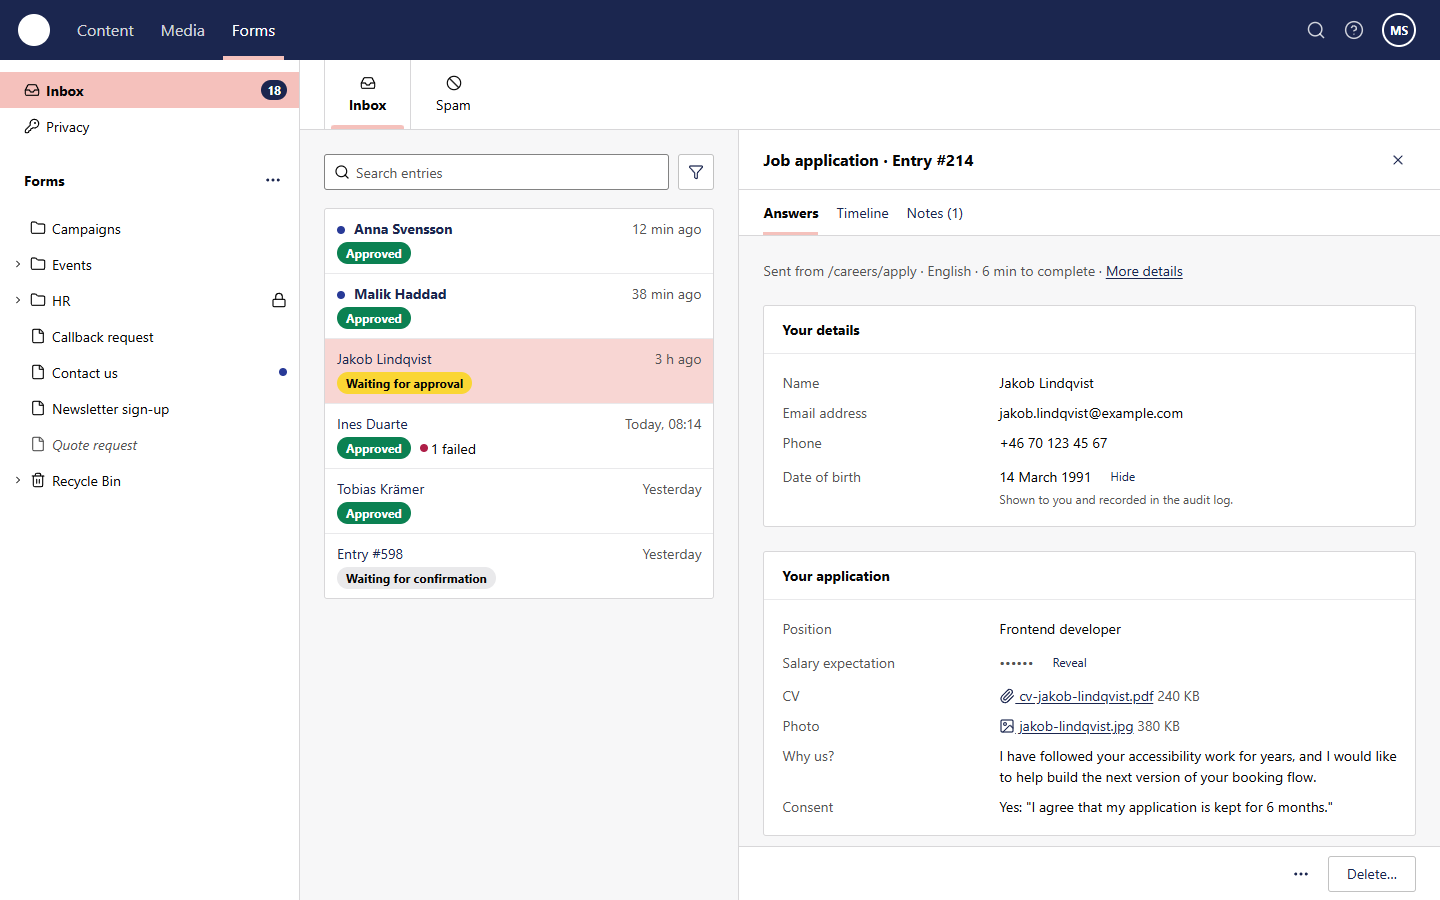 Content
Media
Forms
MS
Inbox
18
Privacy
Forms
Campaigns
Events
HR
Callback request
Contact us
Newsletter sign-up
Quote request
Recycle Bin
Inbox
Spam
Search entries
Anna Svensson 12 min ago
Approved
Malik Haddad 38 min ago
Approved
Jakob Lindqvist 3 h ago
Waiting for approval
Ines Duarte Today, 08:14
Approved 1 failed
Tobias Krämer Yesterday
Approved
Entry #598 Yesterday
Waiting for confirmation
Job application · Entry #214
Answers Timeline Notes (1)
Sent from /careers/apply · English · 6 min to complete · More details
Your details
Name Jakob Lindqvist
Email address jakob.lindqvist@example.com
Phone +46 70 123 45 67
Date of birth 14 March 1991 Hide
Shown to you and recorded in the audit log.
Your application
Position Frontend developer
Salary expectation •••••• Reveal
CV cv-jakob-lindqvist.pdf 240 KB
Photo jakob-lindqvist.jpg 380 KB
Why us? I have followed your accessibility work for years, and I would like
to help build the next version of your booking flow.
Consent Yes: "I agree that my application is kept for 6 months."
Delete...